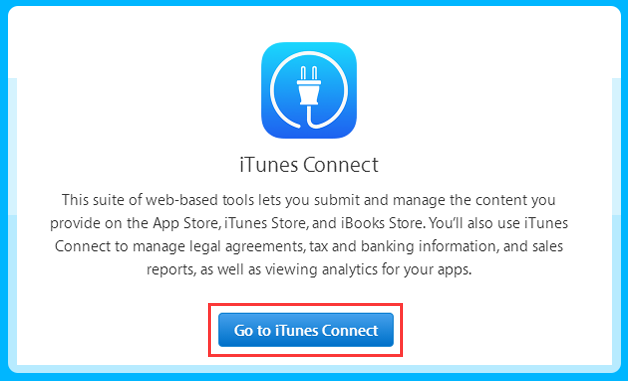 iTunes Connect
This suite of web-based tools lets you submit and manage the content you
provide on the App Store, iTunes Store, and iBooks Store. You’ll also use iTunes
Connect to manage legal agreements, tax and banking information, and sales
reports, as well as viewing analytics for your apps.
Go to iTunes Connect